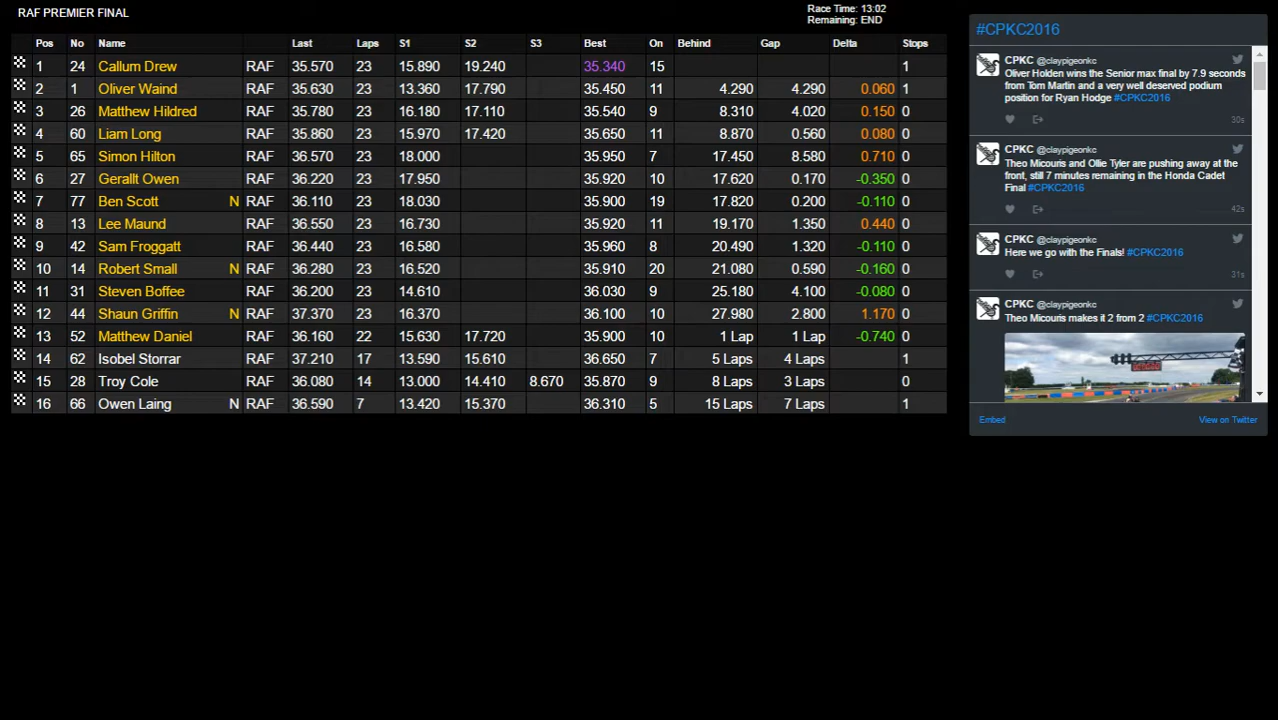 RAF PREMIER FINAL
Race Time: 13:02
Remaining: END
Pos No Name Last Laps S1 S2 S3 Best On Behind Gap Delta Stops
1 24 Callum Drew RAF 35.570 23 15.890 19.240 35.340 15 1
2 1 Oliver Waind RAF 35.630 23 13.360 17.790 35.450 11 4.290 4.290 0.060 1
3 26 Matthew Hildred RAF 35.780 23 16.180 17.110 35.540 9 8.310 4.020 0.150 0
4 60 Liam Long RAF 35.860 23 15.970 17.420 35.650 11 8.870 0.560 0.080 0
5 65 Simon Hilton RAF 36.570 23 18.000 35.950 7 17.450 8.580 0.710 0
6 27 Gerallt Owen RAF 36.220 23 17.950 35.920 10 17.620 0.170 -0.350 0
7 77 Ben Scott N RAF 36.110 23 18.030 35.900 19 17.820 0.200 -0.110 0
8 13 Lee Maund RAF 36.550 23 16.730 35.920 11 19.170 1.350 0.440 0
9 42 Sam Froggatt RAF 36.440 23 16.580 35.960 8 20.490 1.320 -0.110 0
10 14 Robert Small N RAF 36.280 23 16.520 35.910 20 21.080 0.590 -0.160 0
11 31 Steven Boffee RAF 36.200 23 14.610 36.030 9 25.180 4.100 -0.080 0
12 44 Shaun Griffin N RAF 37.370 23 16.370 36.100 10 27.980 2.800 1.170 0
13 52 Matthew Daniel RAF 36.160 22 15.630 17.720 35.900 10 1 Lap 1 Lap -0.740 0
14 62 Isobel Storrar RAF 37.210 17 13.590 15.610 36.650 7 5 Laps 4 Laps 1
15 28 Troy Cole RAF 36.080 14 13.000 14.410 8.670 35.870 9 8 Laps 3 Laps 0
16 66 Owen Laing N RAF 36.590 7 13.420 15.370 36.310 5 15 Laps 7 Laps 1
#CPKC2016
CPKC @claypigeonkc
Oliver Holden wins the Senior max final by 7.9 seconds
from Tom Martin and a very well deserved podium
position for Ryan Hodge #CPKC2016
30s
CPKC @claypigeonkc
Theo Micouris and Ollie Tyler are pushing away at the
front, still 7 minutes remaining in the Honda Cadet
Final #CPKC2016
42s
CPKC @claypigeonkc
Here we go with the Finals! #CPKC2016
31s
CPKC @claypigeonkc
Theo Micouris makes it 2 from 2 #CPKC2016
Embed
View on Twitter